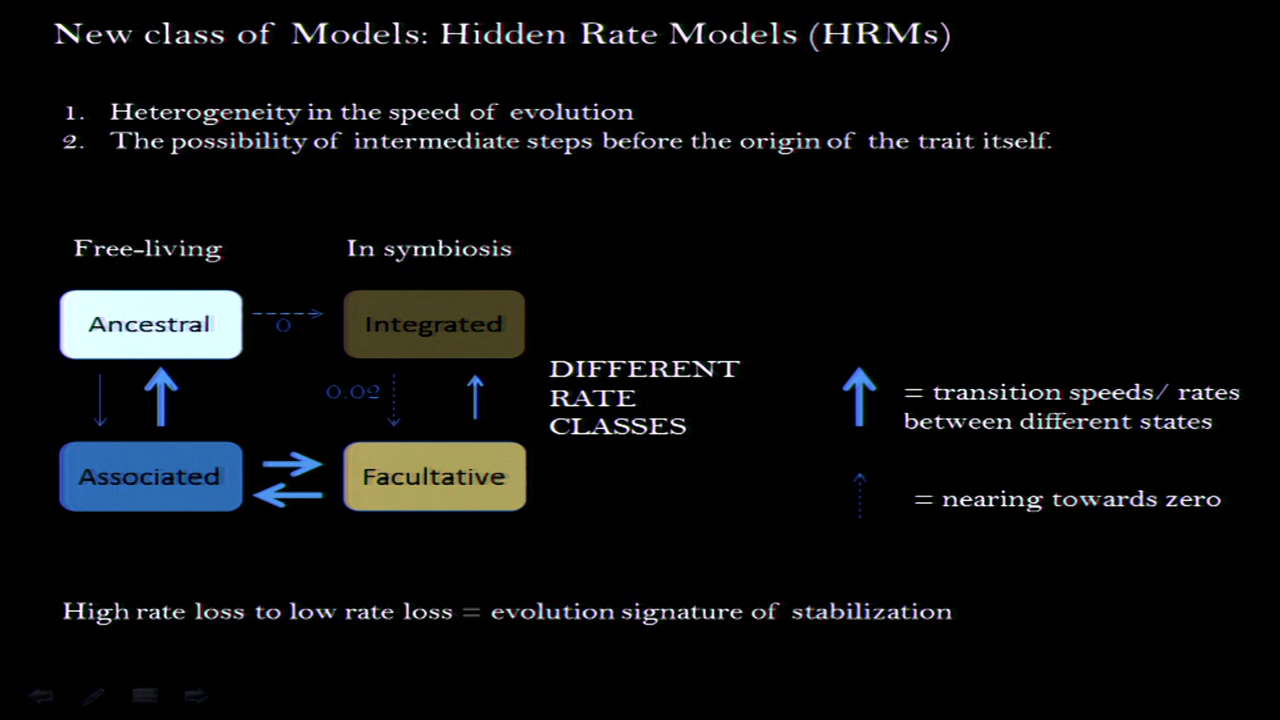 New class of Models: Hidden Rate Models (HRMs)
1. Heterogeneity in the speed of evolution
2. The possibility of intermediate steps before the origin of the trait itself.
Free-living
In symbiosis
Ancestral
0
Integrated
0.02
DIFFERENT
RATE
CLASSES
= transition speeds/ rates
between different states
Associated
Facultative
= nearing towards zero
High rate loss to low rate loss = evolution signature of stabilization